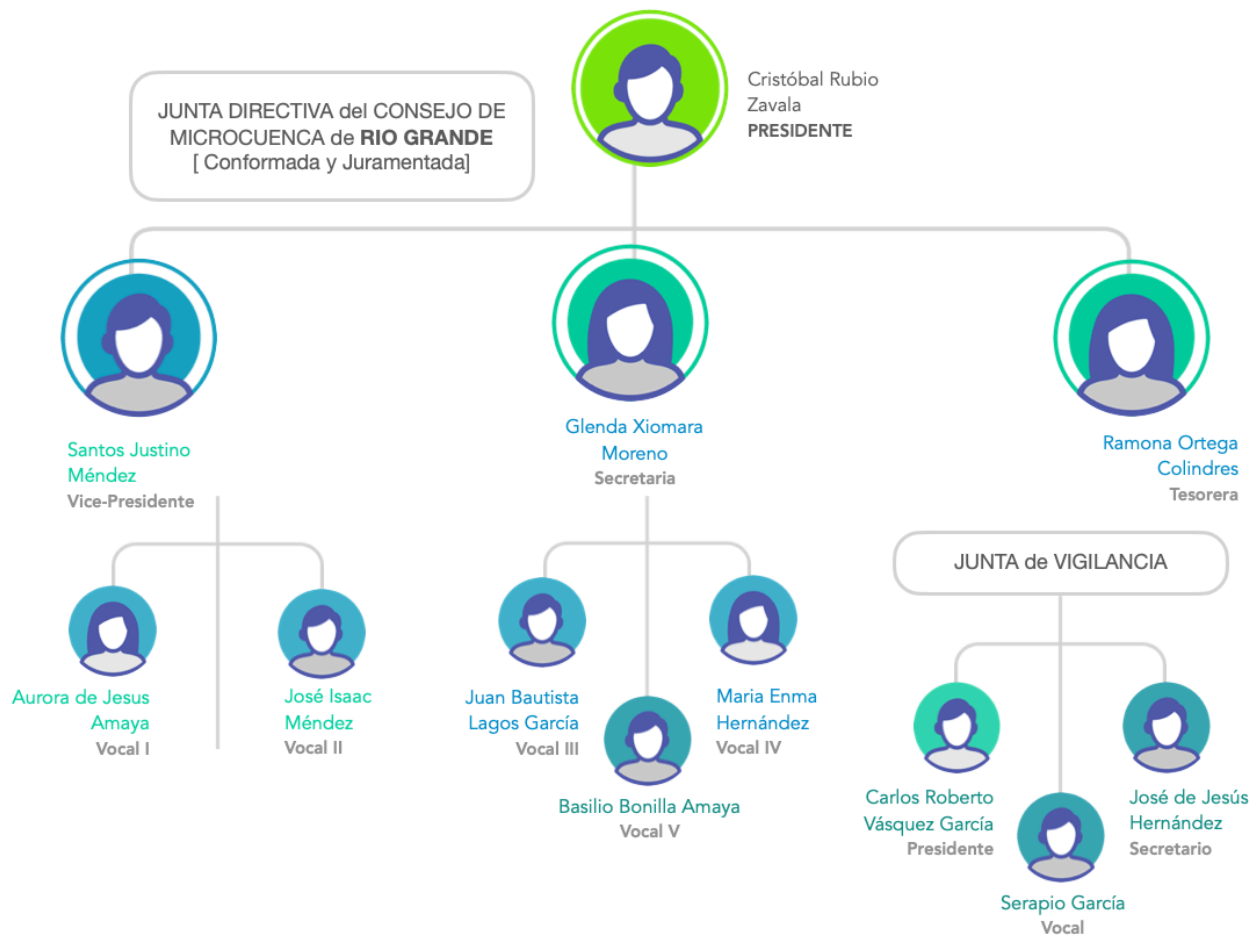 JUNTA DIRECTIVA del CONSEJO DE
MICROCUENCA de RIO GRANDE
[ Conformada y Juramentada]
Cristóbal Rubio
Zavala
PRESIDENTE
Santos Justino
Méndez
Vice-Presidente
Glenda Xiomara
Moreno
Secretaria
Ramona Ortega
Colindres
Tesorera
Aurora de Jesus
Amaya
Vocal I
José Isaac
Méndez
Vocal II
Juan Bautista
Lagos García
Vocal III
Maria Enma
Hernández
Vocal IV
Basilio Bonilla Amaya
Vocal V
JUNTA de VIGILANCIA
Carlos Roberto
Vásquez García
Presidente
José de Jesús
Hernández
Secretario
Serapio García
Vocal